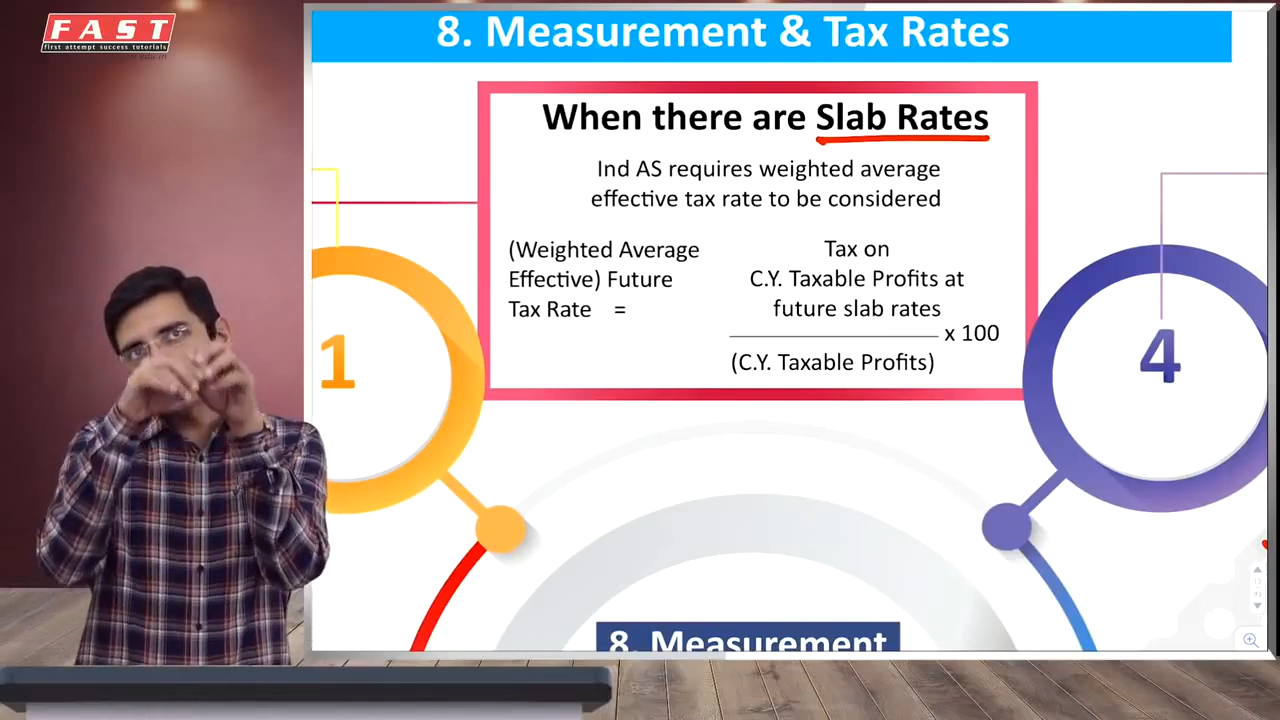 FAST
first attempt success tutorials
8. Measurement & Tax Rates
When there are Slab Rates
Ind AS requires weighted average
effective tax rate to be considered
(Weighted Average
Effective) Future
Tax Rate =
Tax on
C.Y. Taxable Profits at
future slab rates
x 100
(C.Y. Taxable Profits)
1
4
8. Measurement